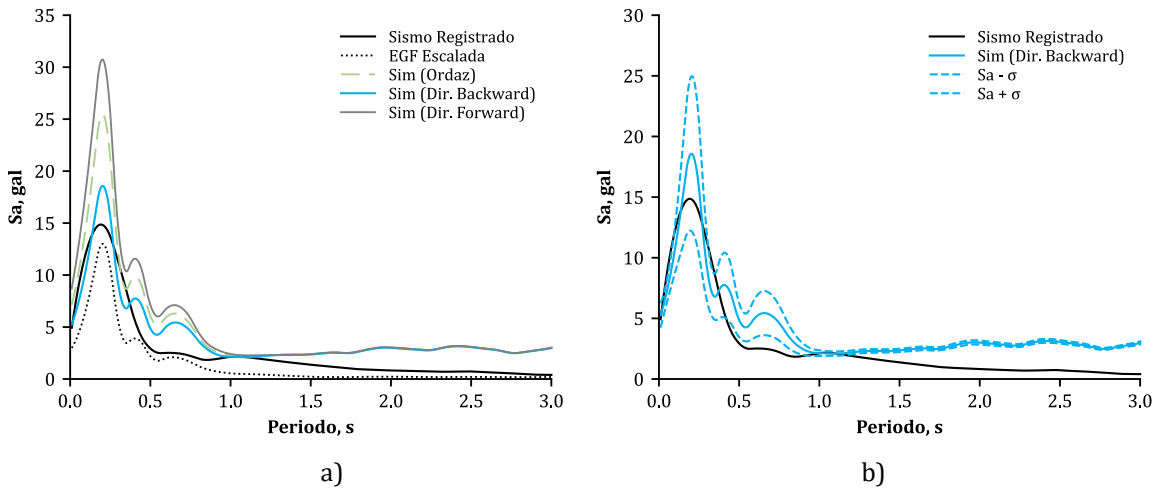 35
30
25
20
15
10
5
0
Sa, gal
0.0 0.5 1.0 1.5 2.0 2.5 3.0
Periodo, s
Sismo Registrado
EGF Escalada
Sim (Ordaz)
Sim (Dir. Backward)
Sim (Dir. Forward)
a)
30
25
20
15
10
5
0
Sa, gal
0.0 0.5 1.0 1.5 2.0 2.5 3.0
Periodo, s
Sismo Registrado
Sim (Dir. Backward)
Sa - σ
Sa + σ
b)